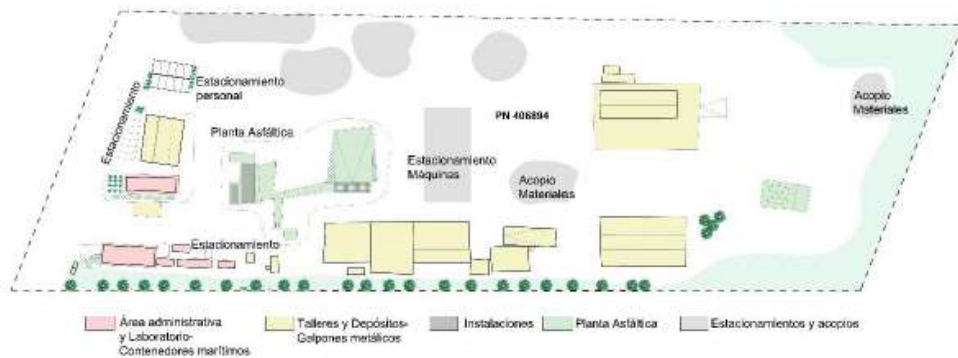 Estacionamiento
personal
Estacionamiento
Planta Asfáltica
PN 406894
Acopio
Materiales
Estacionamiento
Máquinas
Acopio
Materiales
Estacionamiento
Área administrativa
y Laboratorio-
Contenedores marítimos
Talleres y Depósitos-
Galpones metálicos
Instalaciones
Planta Asfáltica
Estacionamientos y acopios